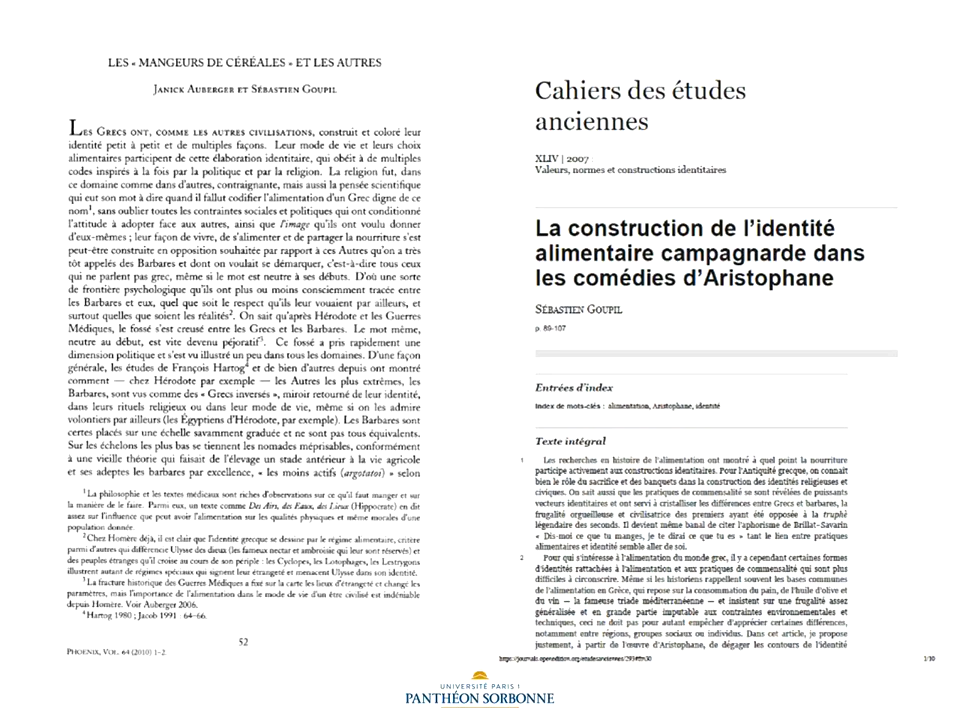 LES « MANGEURS DE CÉRÉALES » ET LES AUTRES
JANICK AUBERGER ET SÉBASTIEN GOUPIL
LES GRECS ONT, COMME LES AUTRES CIVILISATIONS, construit et coloré leur
identité petit à petit et de multiples façons. Leur mode de vie et leurs choix
alimentaires participent de cette élaboration identitaire, qui obéit à de multiples
codes inspirés à la fois par la politique et par la religion. La religion fut, dans
ce domaine comme dans d'autres, contraignante, mais aussi la pensée scientifique
qui eut son mot à dire quand il fallut codifier l'alimentation d'un Grec digne de ce
nom¹, sans oublier toutes les contraintes sociales et politiques qui ont conditionné
l'attitude à adopter face aux autres, ainsi que l'image qu'ils ont voulu donner
d'eux-mêmes ; leur façon de vivre, de s'alimenter et de partager la nourriture s'est
peut-être construite en opposition souhaitée par rapport à ces Autres qu'on a très
tôt appelés des Barbares et dont on voulait se démarquer, c'est-à-dire tous ceux
qui ne parlent pas grec, même si le mot est neutre à ses débuts. D'où une sorte
de frontière psychologique qu'ils ont plus ou moins consciemment tracée entre
les Barbares et eux, quel que soit le respect qu'ils leur vouaient par ailleurs, et
surtout quelles que soient les réalités². On sait qu'après Hérodote et les Guerres
Médiques, le fossé s'est creusé entre les Grecs et les Barbares. Le mot même,
neutre au début, est vite devenu péjoratif³. Ce fossé a pris rapidement une
dimension politique et s'est vu illustré un peu dans tous les domaines. D'une façon
générale, les études de François Hartog⁴ et de bien d'autres depuis ont montré
comment — chez Hérodote par exemple — les Autres les plus extrêmes, les
Barbares, sont vus comme des « Grecs inversés », miroir retourné de leur identité,
dans leurs rituels religieux ou dans leur mode de vie, même si on les admire
volontiers par ailleurs (les Égyptiens d'Hérodote, par exemple). Les Barbares sont
certes placés sur une échelle savamment graduée et ne sont pas tous équivalents.
Sur les échelons les plus bas se tiennent les nomades méprisables, conformément
à une vieille théorie qui faisait de l'élevage un stade antérieur à la vie agricole
et ses adeptes les barbares par excellence, « les moins actifs (argotatoi) » selon
¹La philosophie et les textes médicaux sont riches d'observations sur ce qu'il faut manger et sur
la manière de le faire. Parmi eux, un texte comme Des Airs, des Eaux, des Lieux (Hippocrate) en dit
assez sur l'influence que peut avoir l'alimentation sur les qualités physiques et même morales d'une
population donnée.
²Chez Homère déjà, il est clair que l'identité grecque se dessine par le régime alimentaire, critère
parmi d'autres qui différencie Ulysse des dieux (les fameux nectar et ambroisie qui leur sont réservés) et
des peuples étranges qu'il croise au cours de son périple : les Cyclopes, les Lotophages, les Lestrygons
illustrent autant de régimes spéciaux qui signent leur étrangeté et menacent Ulysse dans son identité.
³La fracture historique des Guerres Médiques a fixé sur la carte les lieux d'étrangeté et changé les
paramètres, mais l'importance de l'alimentation dans le mode de vie d'un être civilisé est indéniable
depuis Homère. Voir Auberger 2006.
⁴Hartog 1980 ; Jacob 1991 : 64–66.
52
PHOENIX, VOL. 64 (2010) 1–2.
Cahiers des études
anciennes
XLIV | 2007
Valeurs, normes et constructions identitaires
La construction de l'identité
alimentaire campagnarde dans
les comédies d'Aristophane
SÉBASTIEN GOUPIL
p. 89-107
Entrées d'index
Index de mots-clés : alimentation, Aristophane, identité
Texte intégral
1 Les recherches en histoire de l'alimentation ont montré à quel point la nourriture
participe activement aux constructions identitaires. Pour l'Antiquité grecque, on connaît
bien le rôle du sacrifice et des banquets dans la construction des identités religieuses et
civiques. On sait aussi que les pratiques de commensalité se sont révélées de puissants
vecteurs identitaires et ont servi à cristalliser les différences entre Grecs et barbares, la
frugalité orgueilleuse et civilisatrice des premiers ayant été opposée à la truphè
légendaire des seconds. Il devient même banal de citer l'aphorisme de Brillat-Savarin
« Dis-moi ce que tu manges, je te dirai ce que tu es » tant le lien entre pratiques
alimentaires et identité semble aller de soi.
2 Pour qui s'intéresse à l'alimentation du monde grec, il y a cependant certaines formes
d'identité rattachées à l'alimentation et aux pratiques de commensalité qui sont plus
difficiles à circonscrire. Même si les historiens rappellent souvent les bases communes
de l'alimentation en Grèce, qui repose sur la consommation du pain, de l'huile d'olive et
du vin — la fameuse triade méditerranéenne — et insistent sur une frugalité assez
généralisée et en grande partie imputable aux contraintes environnementales et
techniques, ceci ne doit pas pour autant empêcher d'apprécier certaines différences,
notamment entre régions, groupes sociaux ou individus. Dans cet article, je propose
justement, à partir de l'œuvre d'Aristophane, de dégager les contours de l'identité
1/10
UNIVERSITÉ PARIS 1
PANTHÉON SORBONNE